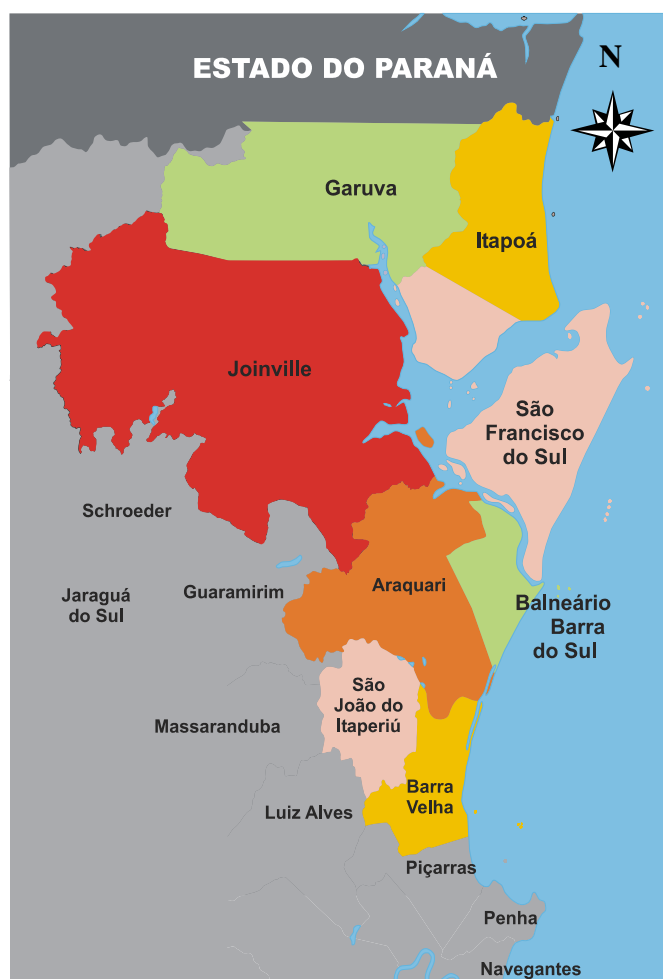 ESTADO DO PARANÁ
N
Garuva
Itapoá
Joinville
São
Francisco
do Sul
Schroeder
Jaraguá
do Sul
Guaramirim
Araquari
Balneário
Barra
do Sul
São
João do
Itaperiú
Massaranduba
Barra
Velha
Luiz Alves
Piçarras
Penha
Navegantes